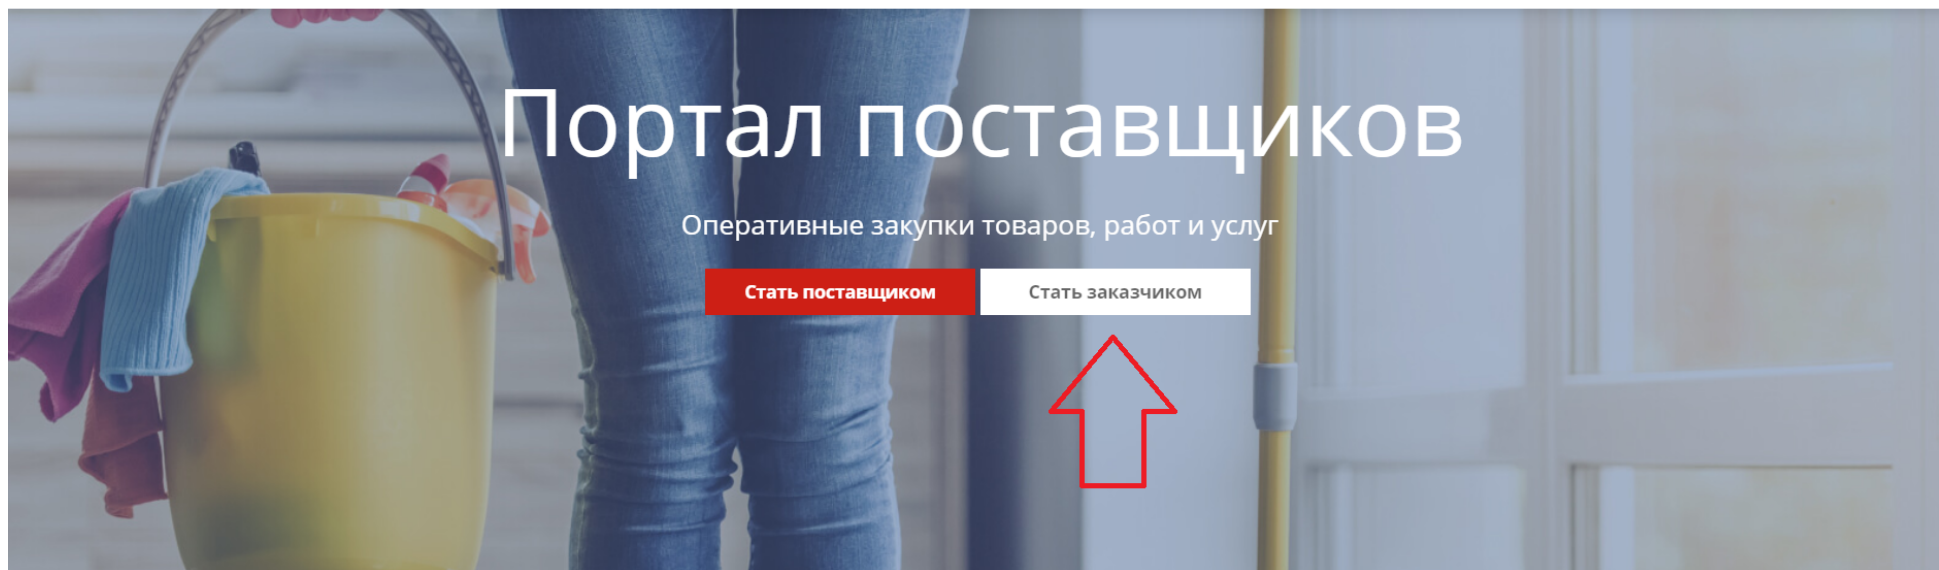 Портал поставщиков
Оперативные закупки товаров, работ и услуг
Стать поставщиком
Стать заказчиком